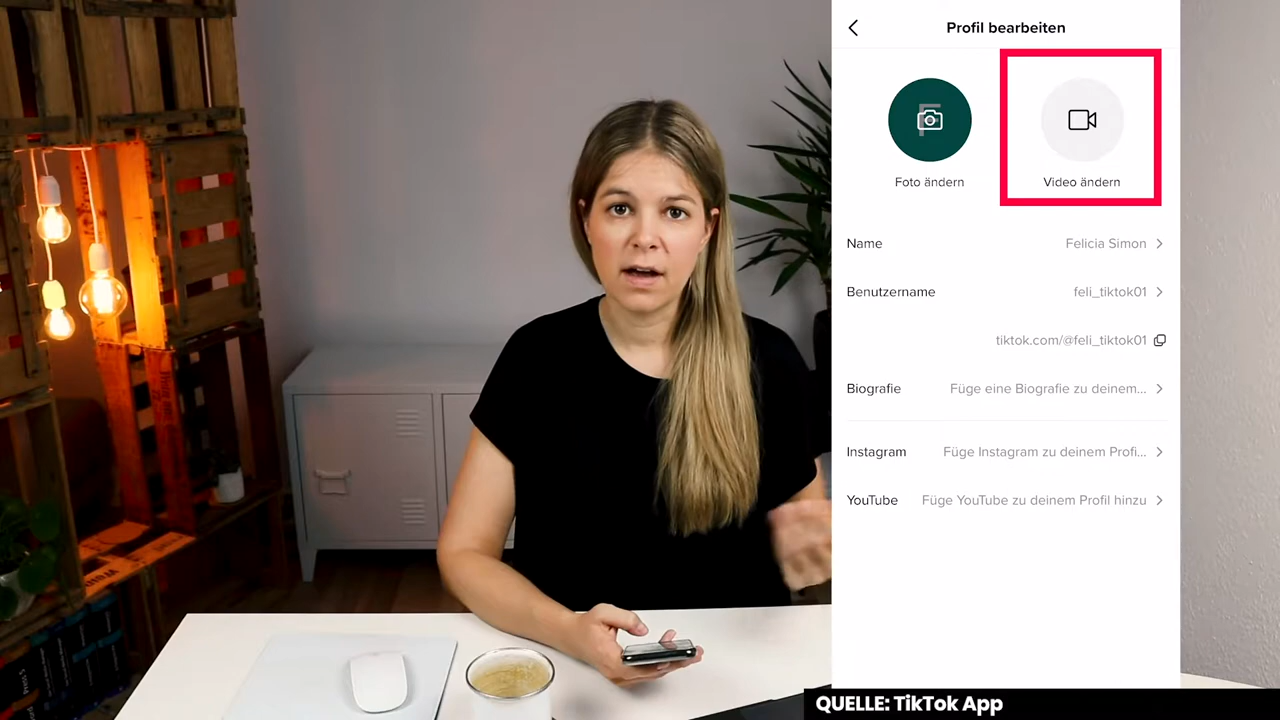 Profil bearbeiten
F
Foto ändern
Video ändern
Name
Felicia Simon
Benutzername
feli_tiktok01
tiktok.com/@feli_tiktok01
Biografie
Füge eine Biografie zu deinem...
Instagram
Füge Instagram zu deinem Profi...
YouTube
Füge YouTube zu deinem Profil hinzu
QUELLE: TikTok App